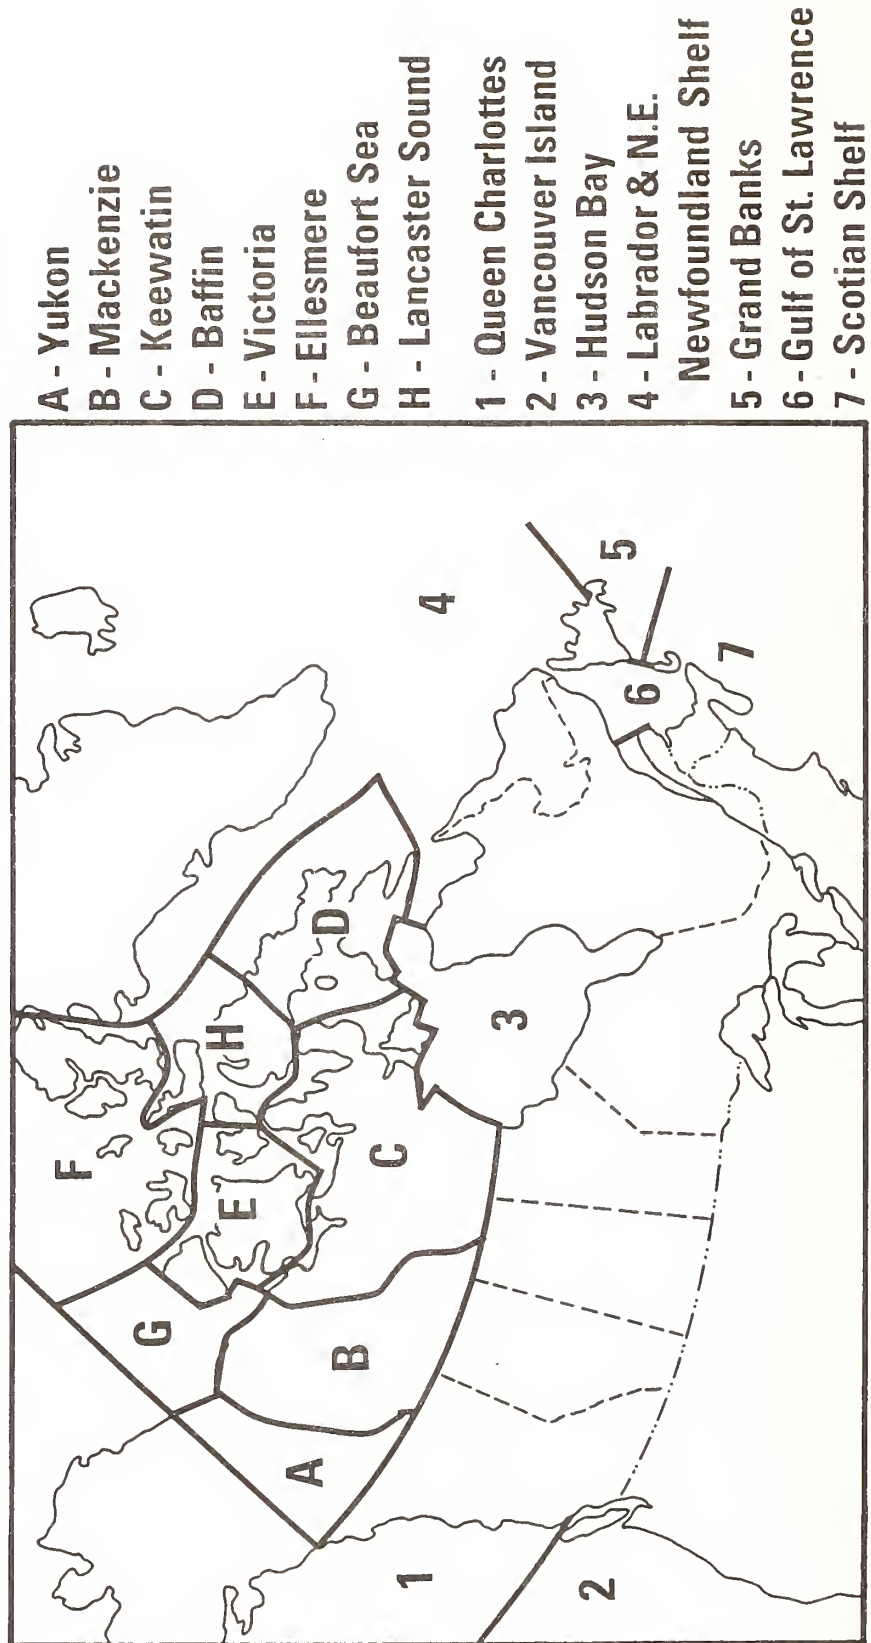 A - Yukon
B - Mackenzie
C - Keewatin
D - Baffin
E - Victoria
F - Ellesmere
G - Beaufort Sea
H - Lancaster Sound
1 - Queen Charlottes
2 - Vancouver Island
3 - Hudson Bay
4 - Labrador & N.E.
Newfoundland Shelf
5 - Grand Banks
6 - Gulf of St. Lawrence
7 - Scotian Shelf
F
G
E
H
D
A
B
C
4
1
3
5
2
6
7